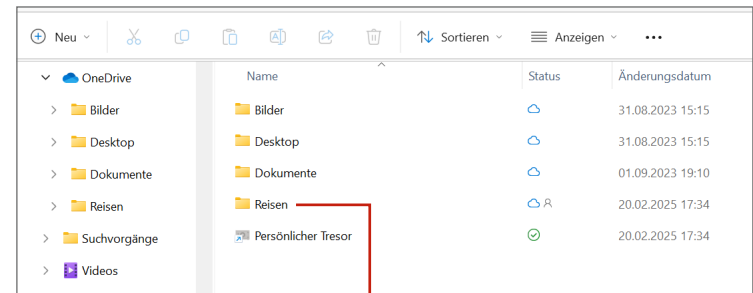 Neu Sortieren Anzeigen
OneDrive Name Status Änderungsdatum
Bilder Bilder 31.08.2023 15:15
Desktop Desktop 31.08.2023 15:15
Dokumente Dokumente 01.09.2023 19:10
Reisen Reisen 20.02.2025 17:34
Suchvorgänge Persönlicher Tresor 20.02.2025 17:34
Videos